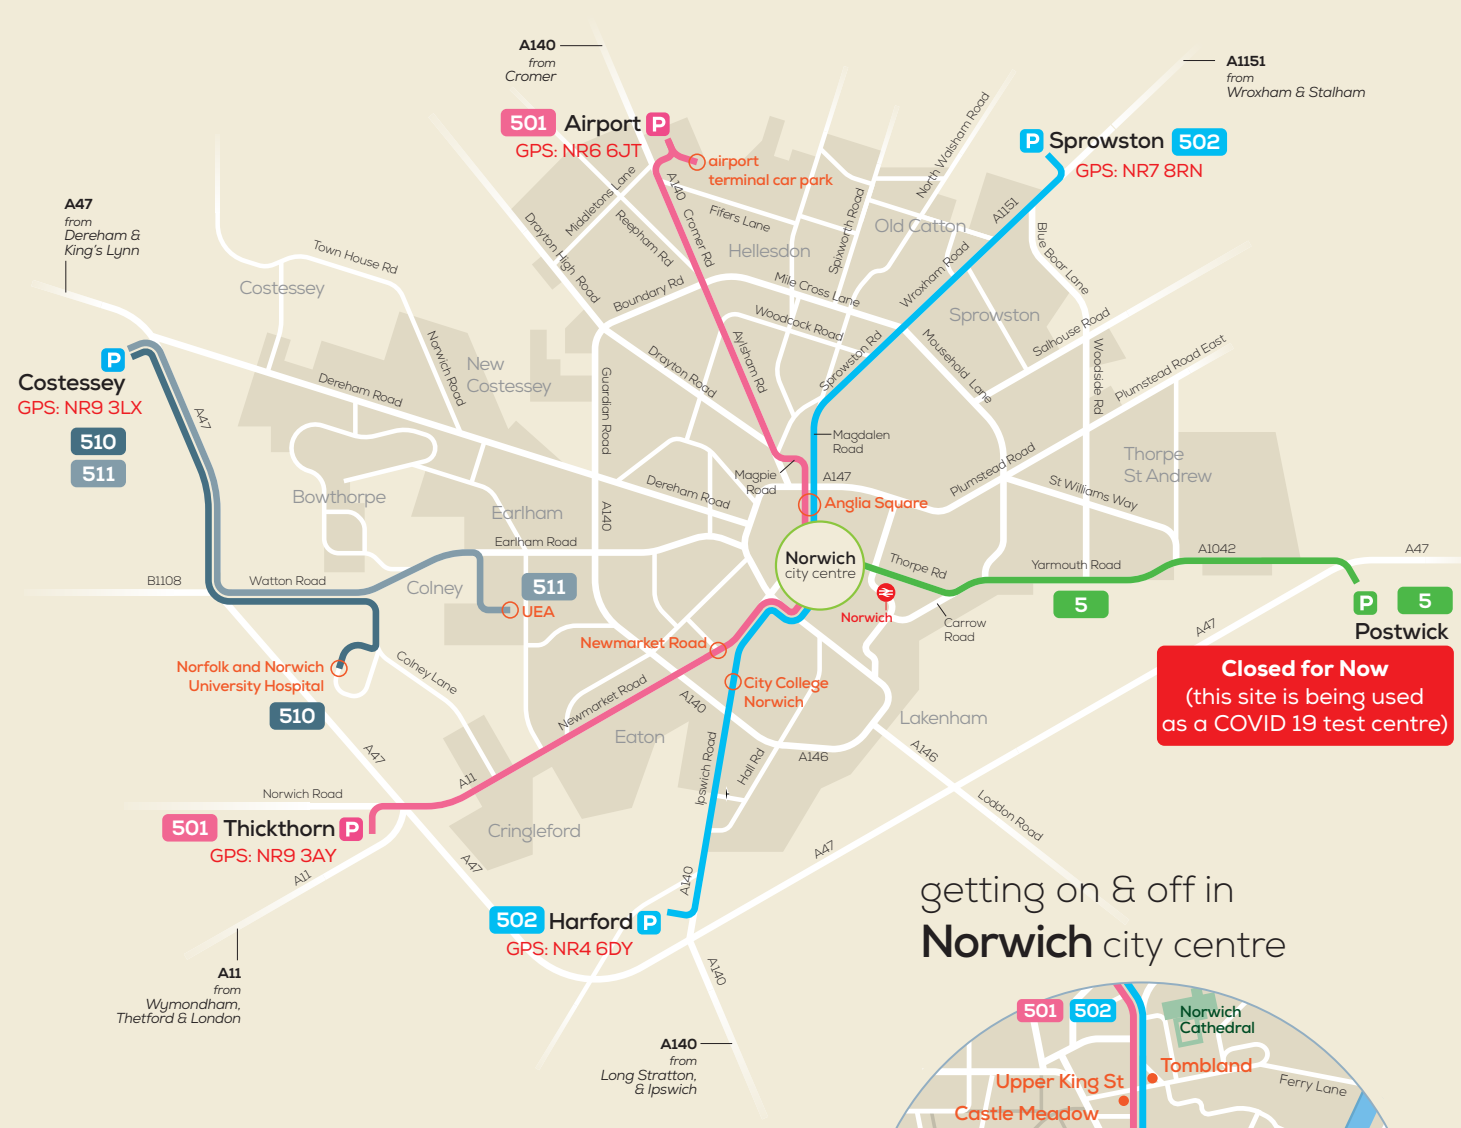 A140
from
Cromer
A1151
from
Wroxham & Stalham
501 Airport P
GPS: NR6 6JT
airport
terminal car park
P Sprowston 502
GPS: NR7 8RN
A47
from
Dereham &
King's Lynn
Middletons Lane
A140
Cromer Rd
Fifers Lane
Reepham Rd
Drayton High Road
Boundary Rd
Hellesdon
Spixworth Road
North Walsham Road
Old Catton
A1151
Wroxham Road
Blue Boar Lane
Town House Rd
Costessey
Mile Cross Lane
Woodcock Road
Sprowston
Salhouse Road
Mousehold Lane
Sprowston Rd
Aylsham Rd
Drayton Road
Woodside Rd
Plumstead Road East
P
Costessey
GPS: NR9 3LX
510
511
A47
Norwich Road
New
Costessey
Dereham Road
Guardian Road
Magdalen
Road
Magpie
Road
A147
Plumstead Road
Thorpe
St Andrew
St Williams Way
Bowthorpe
Earlham
Dereham Road
A140
Anglia Square
Earlham Road
Norwich
city centre
Thorpe Rd
Yarmouth Road
A1042
A47
B1108
Watton Road
Colney
511
UEA
5
P
5
Postwick
Norwich
Carrow
Road
A47
Closed for Now
(this site is being used
as a COVID 19 test centre)
Newmarket Road
Norfolk and Norwich
University Hospital
510
Colney Lane
City College
Norwich
Newmarket Road
A140
Lakenham
Eaton
A146
A146
Ipswich Road
Hall Rd
A47
A11
Loddon Road
Norwich Road
501 Thickthorn P
GPS: NR9 3AY
Cringleford
A47
A47
A11
A140
502 Harford P
GPS: NR4 6DY
A11
from
Wymondham,
Thetford & London
A140
A140
from
Long Stratton,
& Ipswich
getting on & off in
Norwich city centre
501 502
Norwich
Cathedral
Tombland
Upper King St
Ferry Lane
Castle Meadow